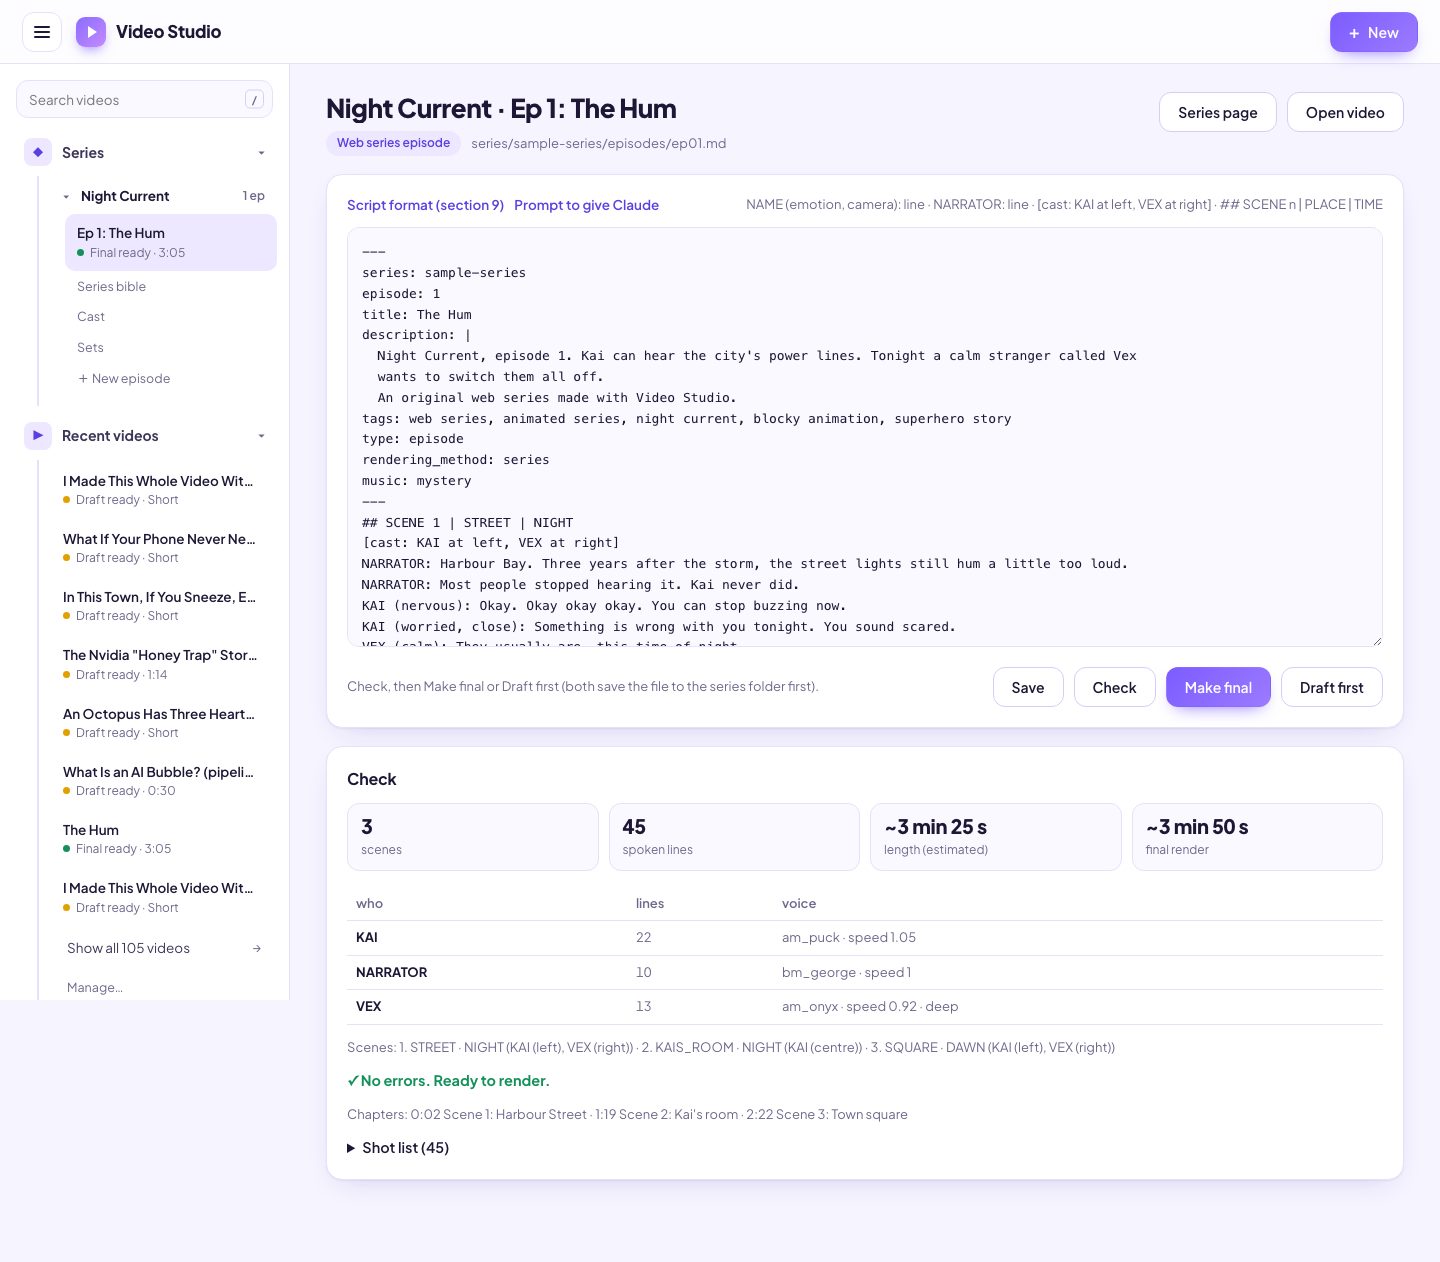 Video Studio
+ New
Search videos /
Series
Night Current 1 ep
Ep 1: The Hum
Final ready · 3:05
Series bible
Cast
Sets
+ New episode
Recent videos
I Made This Whole Video Wit…
Draft ready · Short
What If Your Phone Never Ne…
Draft ready · Short
In This Town, If You Sneeze, E…
Draft ready · Short
The Nvidia "Honey Trap" Stor…
Draft ready · 1:14
An Octopus Has Three Heart…
Draft ready · Short
What Is an AI Bubble? (pipeli…
Draft ready · 0:30
The Hum
Final ready · 3:05
I Made This Whole Video Wit…
Draft ready · Short
Show all 105 videos →
Manage…
Night Current · Ep 1: The Hum
Series page
Open video
Web series episode series/sample-series/episodes/ep01.md
Script format (section 9) Prompt to give Claude NAME (emotion, camera): line · NARRATOR: line · [cast: KAI at left, VEX at right] · ## SCENE n | PLACE | TIME
---
series: sample-series
episode: 1
title: The Hum
description: |
Night Current, episode 1. Kai can hear the city's power lines. Tonight a calm stranger called Vex
wants to switch them all off.
An original web series made with Video Studio.
tags: web series, animated series, night current, blocky animation, superhero story
type: episode
rendering_method: series
music: mystery
---
## SCENE 1 | STREET | NIGHT
[cast: KAI at left, VEX at right]
NARRATOR: Harbour Bay. Three years after the storm, the street lights still hum a little too loud.
NARRATOR: Most people stopped hearing it. Kai never did.
KAI (nervous): Okay. Okay okay okay. You can stop buzzing now.
KAI (worried, close): Something is wrong with you tonight. You sound scared.
VEX (calm): They usually are, this time of night.
Check, then Make final or Draft first (both save the file to the series folder first).
Save
Check
Make final
Draft first
Check
3
scenes
45
spoken lines
~3 min 25 s
length (estimated)
~3 min 50 s
final render
who lines voice
KAI 22 am_puck · speed 1.05
NARRATOR 10 bm_george · speed 1
VEX 13 am_onyx · speed 0.92 · deep
Scenes: 1. STREET · NIGHT (KAI (left), VEX (right)) · 2. KAIS_ROOM · NIGHT (KAI (centre)) · 3. SQUARE · DAWN (KAI (left), VEX (right))
✓ No errors. Ready to render.
Chapters: 0:02 Scene 1: Harbour Street · 1:19 Scene 2: Kai's room · 2:22 Scene 3: Town square
Shot list (45)